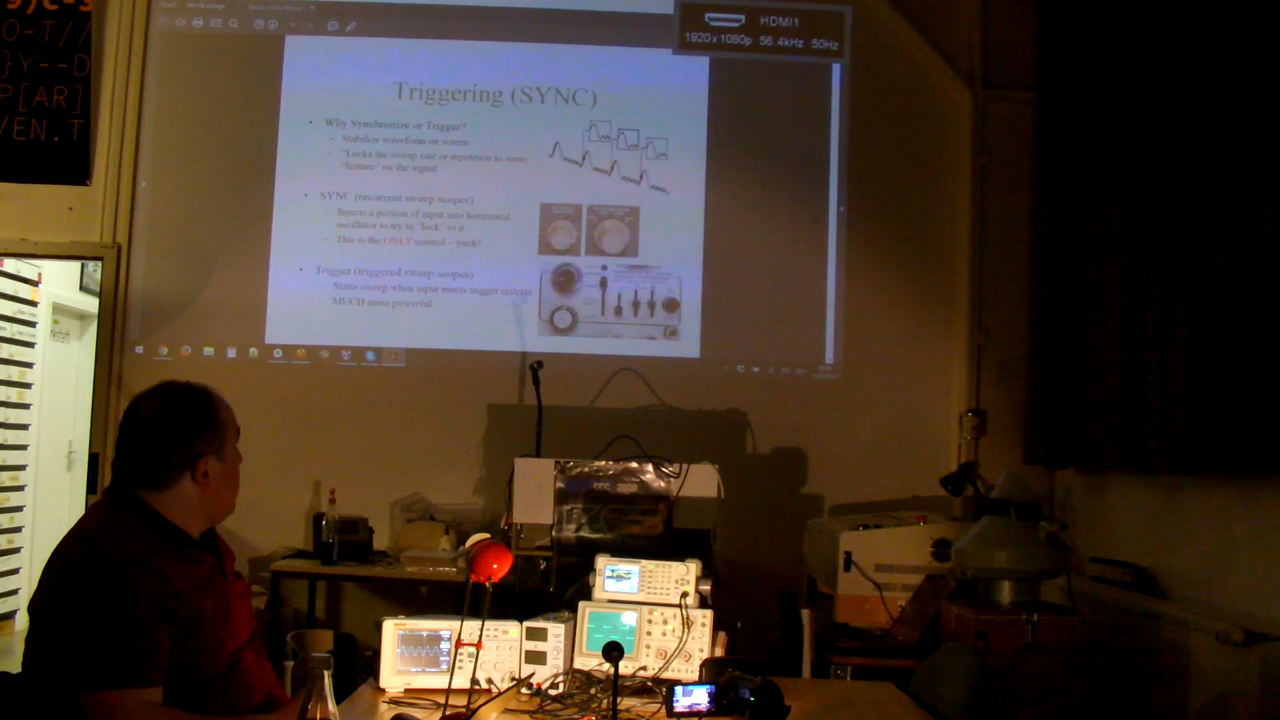 O-T//
}Y--D
P[AR]
/EN.T
HDMI1
1920x1080p 56.4kHz 50Hz
Triggering (SYNC)
• Why Synchronize or Trigger?
– Stabilize waveform on screen
– "Locks the sweep rate or repetition to some
"feature" on the signal
• SYNC (recurrent sweep scopes)
– Injects a portion of input into horizontal
oscillator to try to "lock" to it
– This is the ONLY control – yuck!
• Trigger (triggered sweep scopes)
– Starts sweep when input meets trigger criteria
– MUCH more powerful